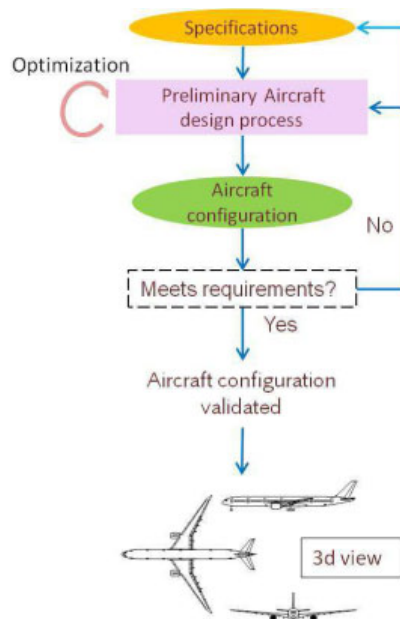 Specifications
Optimization
Preliminary Aircraft
design process
Aircraft
configuration
No
Meets requirements?
Yes
Aircraft configuration
validated
3d view